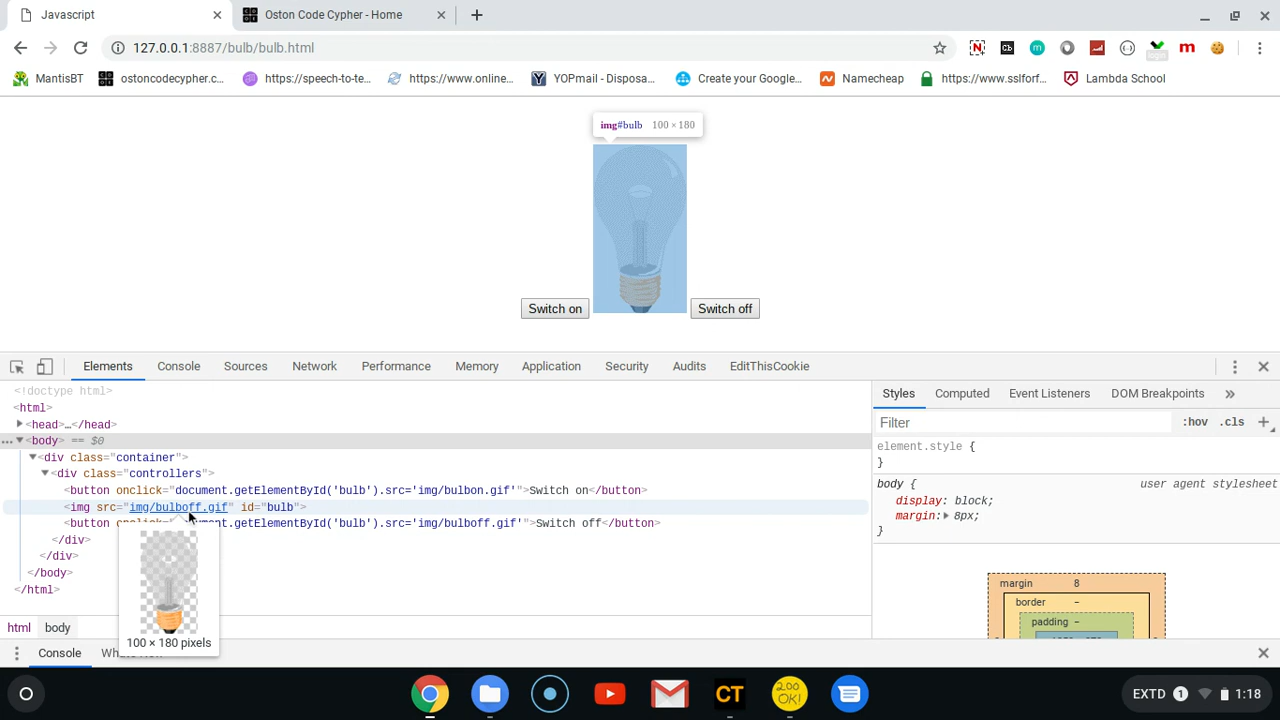 Javascript
Oston Code Cypher - Home
127.0.0.1:8887/bulb/bulb.html
MantisBT
ostoncodecypher.c...
https://speech-to-te...
https://www.online...
YOPmail - Disposa...
Create your Google...
Namecheap
https://www.sslforf...
Lambda School
img#bulb 100 × 180
Switch on
Switch off
Elements
Console
Sources
Network
Performance
Memory
Application
Security
Audits
EditThisCookie
<!doctype html>
<html>
<head>…</head>
<body> == $0
<div class="container">
<div class="controllers">
<button onclick="document.getElementById('bulb').src='img/bulbon.gif'">Switch on</button>
<img src="img/bulboff.gif" id="bulb">
<button onclick="document.getElementById('bulb').src='img/bulboff.gif'">Switch off</button>
</div>
</div>
</body>
</html>
100 × 180 pixels
html body
Styles
Computed
Event Listeners
DOM Breakpoints
Filter
:hov .cls
element.style {
}
body { user agent stylesheet
display: block;
margin: 8px;
}
margin 8
border –
padding –
Console
EXTD 1 1:18
CT
200 OK!